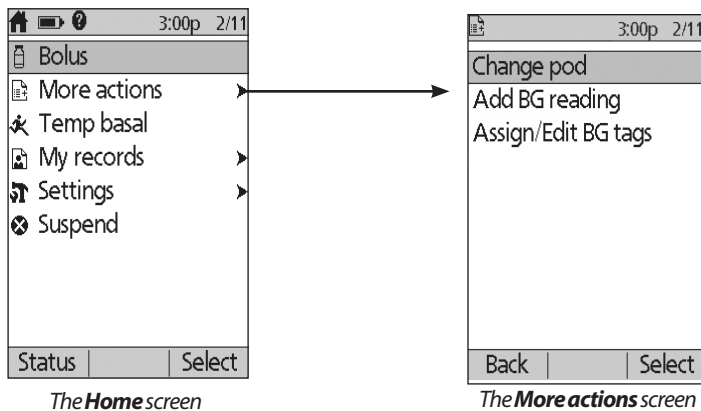 3:00p 2/11
Bolus
More actions
Temp basal
My records
Settings
Suspend
Status Select
The Home screen
3:00p 2/11
Change pod
Add BG reading
Assign/Edit BG tags
Back Select
The More actions screen